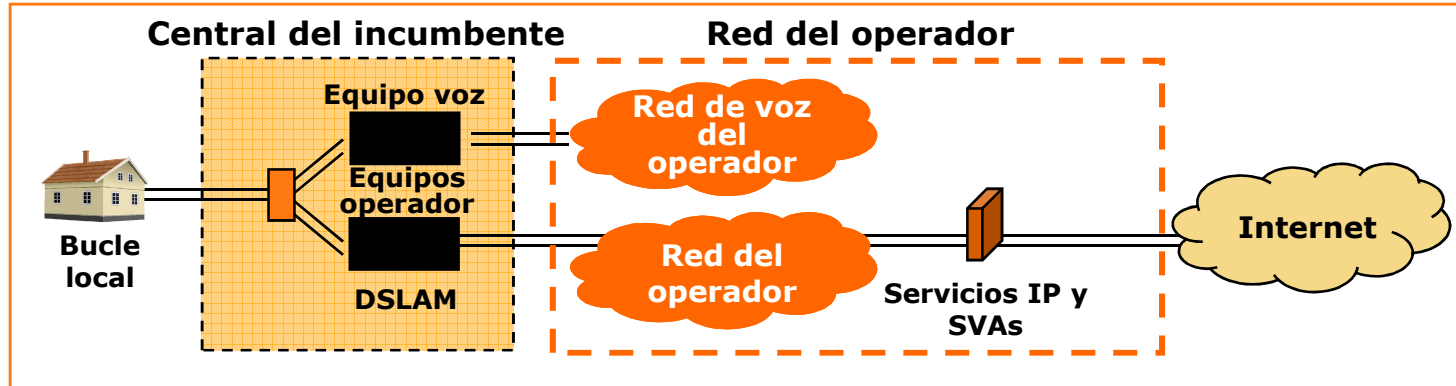 Central del incumbente
Red del operador
Equipo voz
Red de voz
del
operador
Equipos
operador
Bucle
local
DSLAM
Red del
operador
Servicios IP y
SVAs
Internet